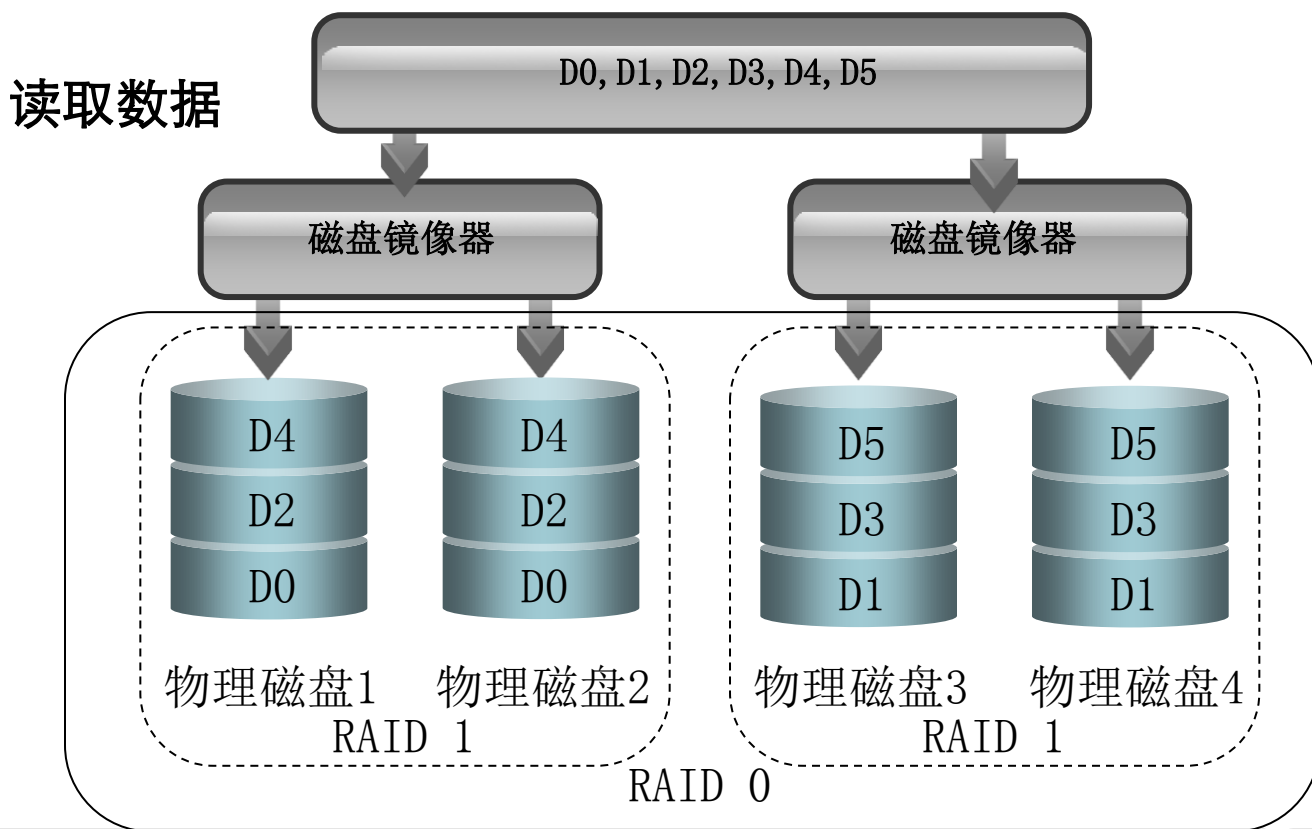 D0,D1,D2,D3,D4,D5
读取数据
磁盘镜像器 磁盘镜像器
D4 D4 D5 D5
D2 D2 D3 D3
D0 D0 D1 D1
物理磁盘1 物理磁盘2 物理磁盘3 物理磁盘4
RAID 1 RAID 1
RAID 0